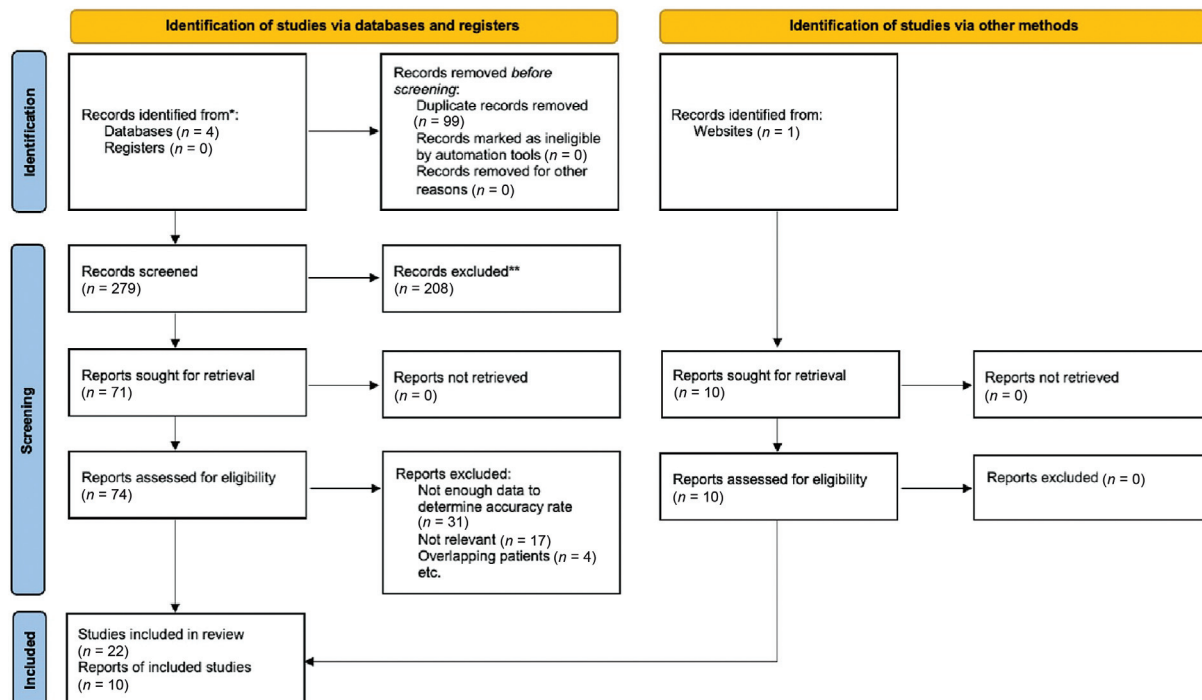 Identification of studies via databases and registers
Identification of studies via other methods
Identification
Records identified from*:
Databases (n = 4)
Registers (n = 0)
Records removed before
screening:
Duplicate records removed
(n = 99)
Records marked as ineligible
by automation tools (n = 0)
Records removed for other
reasons (n = 0)
Records identified from:
Websites (n = 1)
Screening
Records screened
(n = 279)
Records excluded**
(n = 208)
Reports sought for retrieval
(n = 71)
Reports not retrieved
(n = 0)
Reports sought for retrieval
(n = 10)
Reports not retrieved
(n = 0)
Reports assessed for eligibility
(n = 74)
Reports excluded:
Not enough data to
determine accuracy rate
(n = 31)
Not relevant (n = 17)
Overlapping patients (n = 4)
etc.
Reports assessed for eligibility
(n = 10)
Reports excluded (n = 0)
Included
Studies included in review
(n = 22)
Reports of included studies
(n = 10)